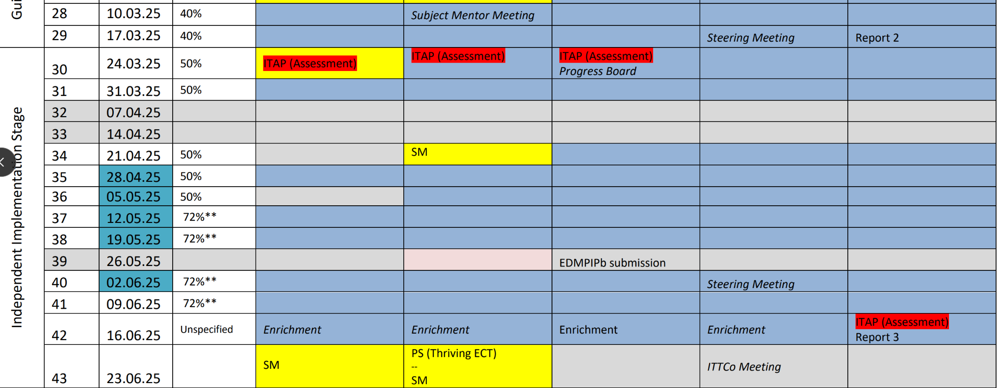 Gui
28 10.03.25 40% Subject Mentor Meeting
29 17.03.25 40% Steering Meeting Report 2
Independent Implementation Stage
30 24.03.25 50% ITAP (Assessment) ITAP (Assessment) ITAP (Assessment)
Progress Board
31 31.03.25 50%
32 07.04.25
33 14.04.25
34 21.04.25 50% SM
35 28.04.25 50%
36 05.05.25 50%
37 12.05.25 72%**
38 19.05.25 72%**
39 26.05.25 EDMPIPb submission
40 02.06.25 72%** Steering Meeting
41 09.06.25 72%**
42 16.06.25 Unspecified Enrichment Enrichment Enrichment Enrichment ITAP (Assessment)
Report 3
43 23.06.25 SM PS (Thriving ECT) ITTCo Meeting
--
SM